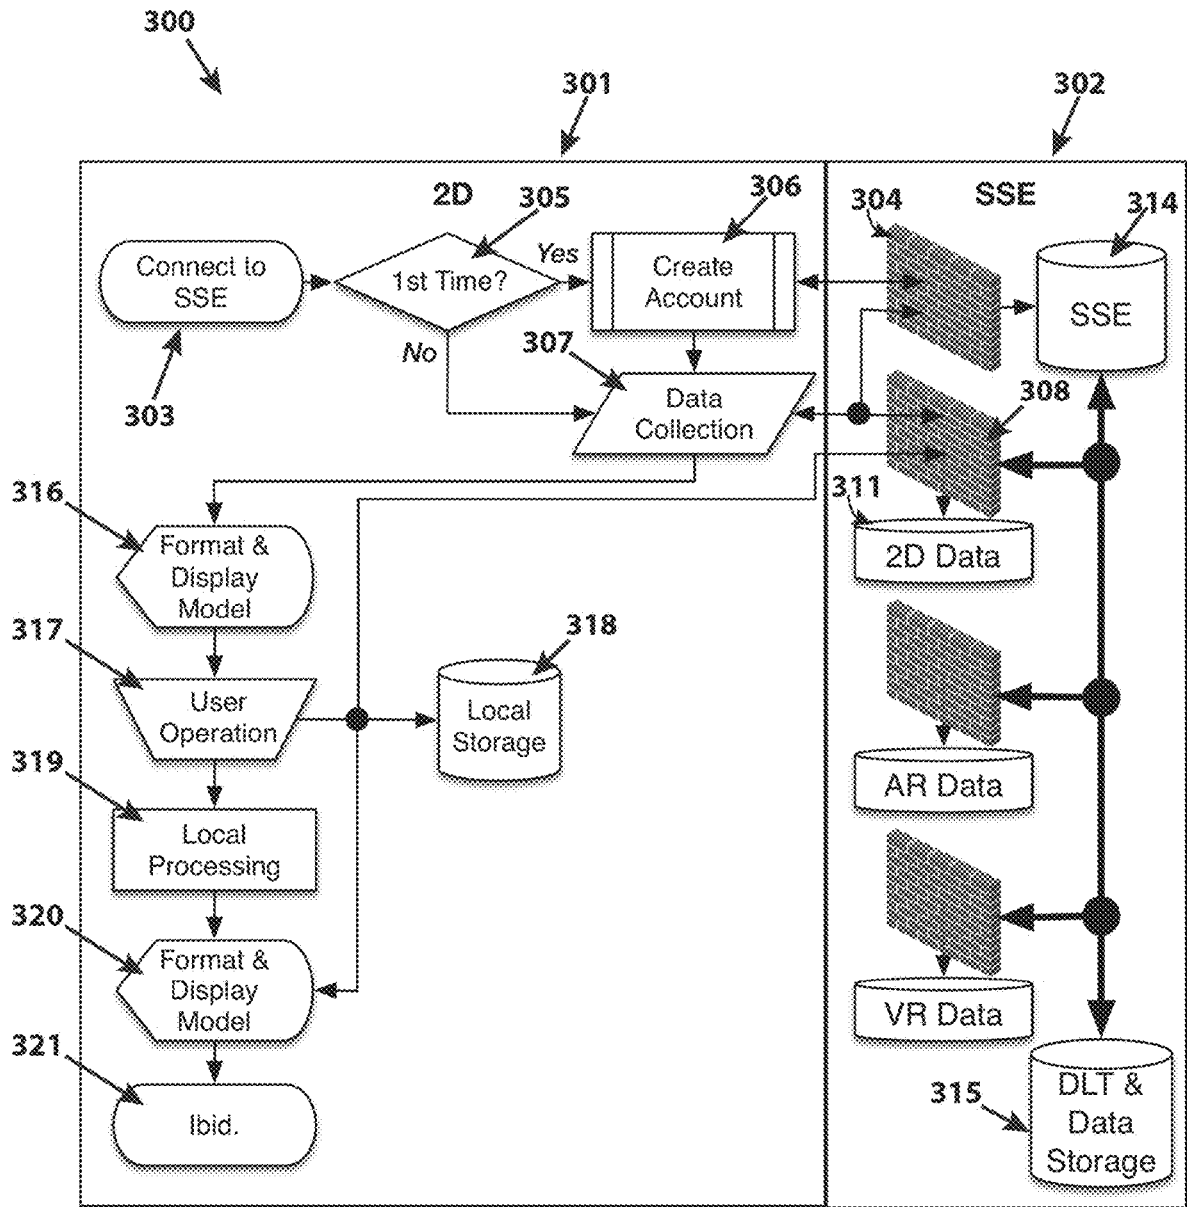 300
301
302
2D
SSE
305
306
304
314
Connect to
SSE
1st Time?
Yes
Create
Account
SSE
No
303
307
Data
Collection
308
316
311
Format &
Display
Model
2D Data
317
318
User
Operation
Local
Storage
319
AR Data
Local
Processing
320
Format &
Display
Model
VR Data
321
Ibid.
315
DLT &
Data
Storage